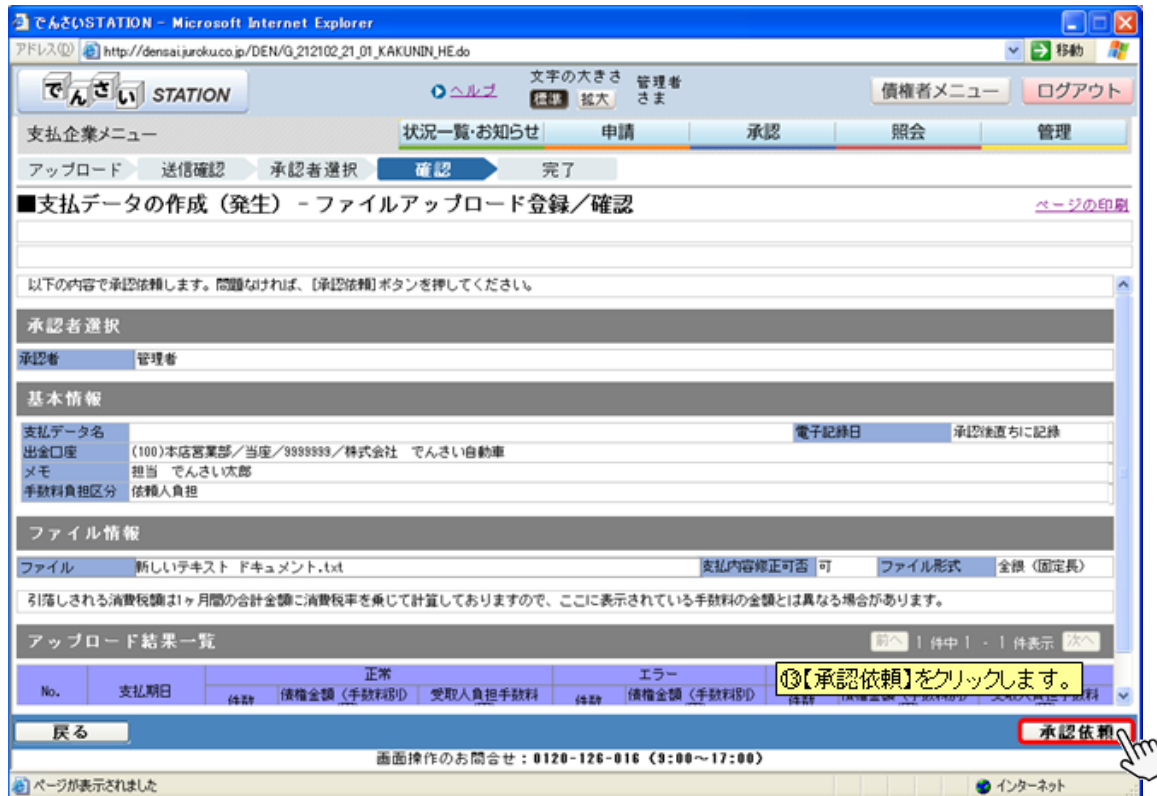 でんさいSTATION - Microsoft Internet Explorer
アドレス(D) http://densai.juroku.co.jp/DEN/G_212102_21_01_KAKUNIN_HE.do 移動
でんさい STATION ヘルプ 文字の大きさ 標準 拡大 管理者 さま 債権者メニュー ログアウト
支払企業メニュー 状況一覧・お知らせ 申請 承認 照会 管理
アップロード 送信確認 承認者選択 確認 完了
■支払データの作成（発生） - ファイルアップロード登録／確認 ページの印刷
以下の内容で承認依頼します。問題なければ、[承認依頼]ボタンを押してください。
承認者選択
承認者 管理者
基本情報
支払データ名 電子記録日 承認後直ちに記録
出金口座 (100)本店営業部／当座／9999999／株式会社 でんさい自動車
メモ 担当 でんさい太郎
手数料負担区分 依頼人負担
ファイル情報
ファイル 新しいテキスト ドキュメント.txt 支払内容修正可否 可 ファイル形式 全銀（固定長）
引落しされる消費税額は1ヶ月間の合計金額に消費税率を乗じて計算しておりますので、ここに表示されている手数料の金額とは異なる場合があります。
アップロード結果一覧 前へ 1 件中 1 - 1 件表示 次へ
正常 エラー
No. 支払期日 件数 債権金額（手数料別） 受取人負担手数料 件数 債権金額（手数料別）
⑬【承認依頼】をクリックします。
戻る 承認依頼
画面操作のお問合せ：0120-126-016（9:00～17:00）
ページが表示されました インターネット